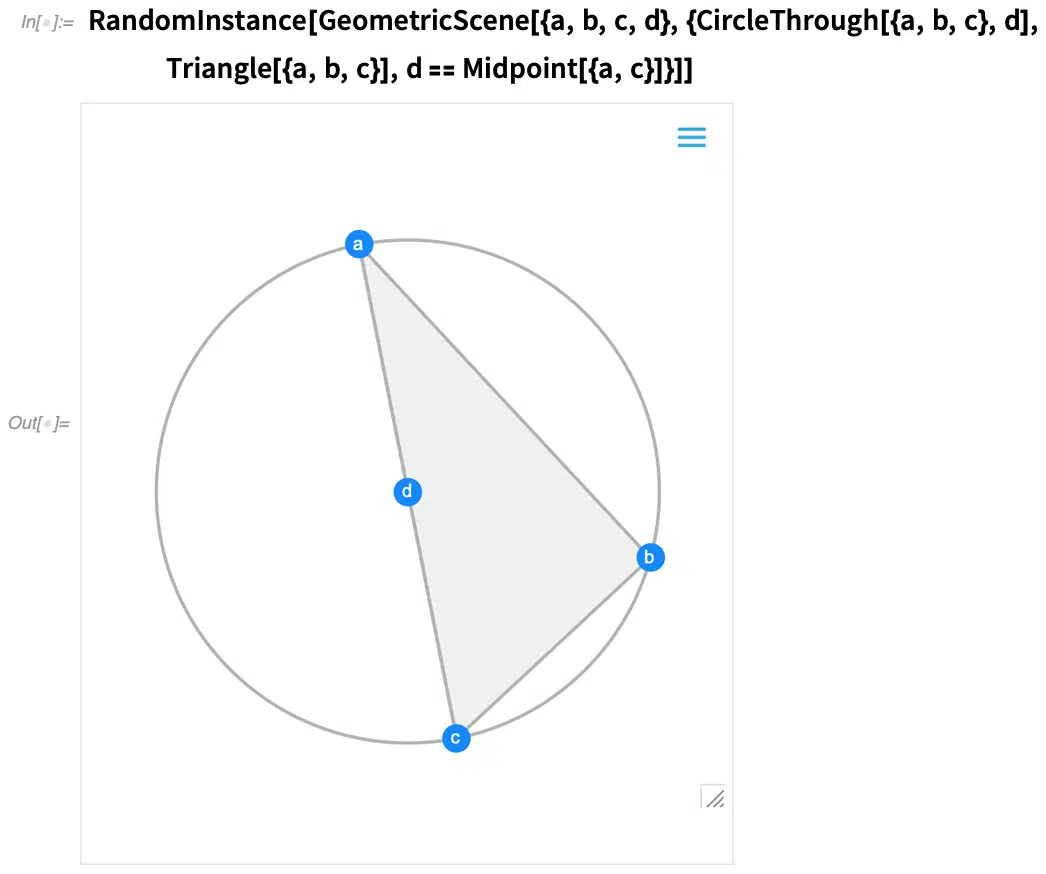 In[●]:= RandomInstance[GeometricScene[{a, b, c, d}, {CircleThrough[{a, b, c}, d],
Triangle[{a, b, c}], d == Midpoint[{a, c}]}]]
a
d
b
Out[●]=
c